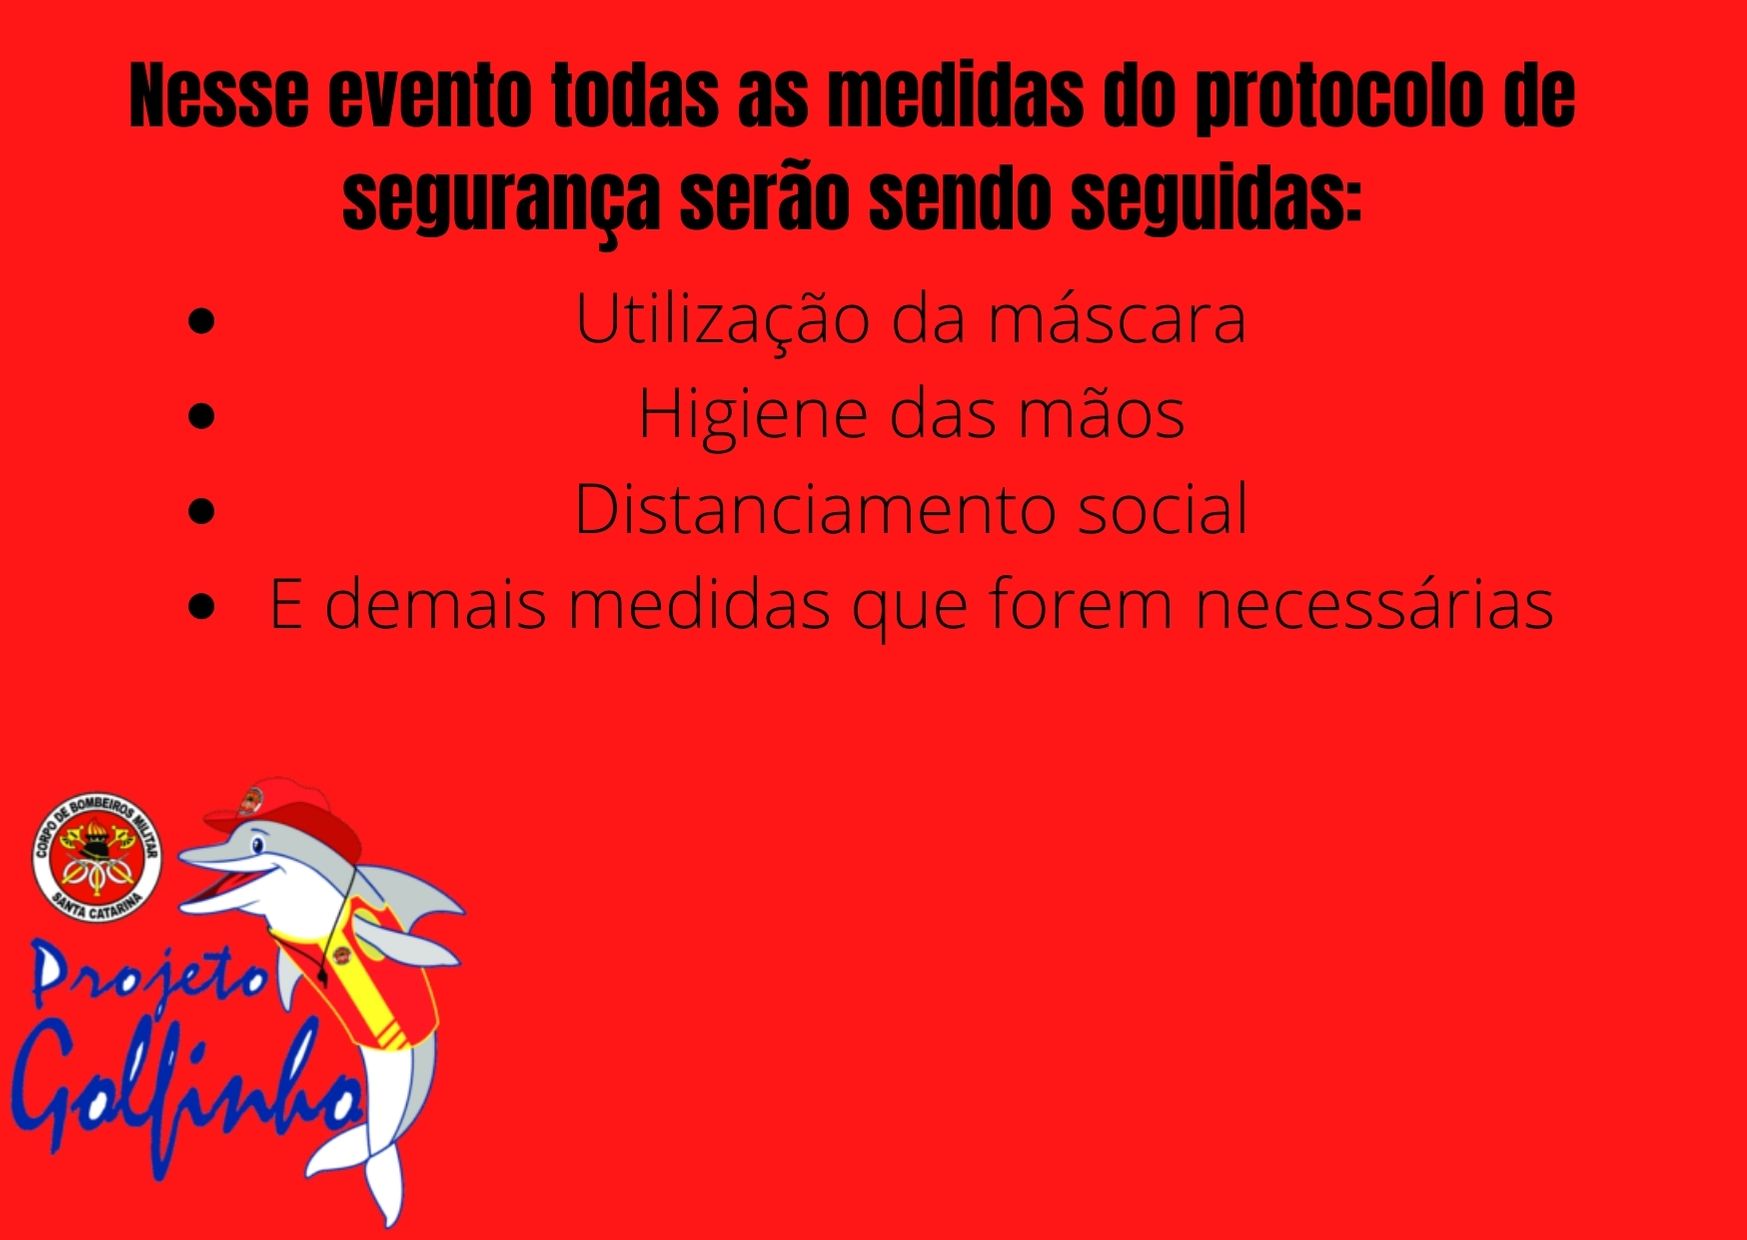 Nesse evento todas as medidas do protocolo de
segurança serão sendo seguidas:
• Utilização da máscara
• Higiene das mãos
• Distanciamento social
• E demais medidas que forem necessárias
CORPO DE BOMBEIROS MILITAR
SANTA CATARINA
Projeto
Golfinho